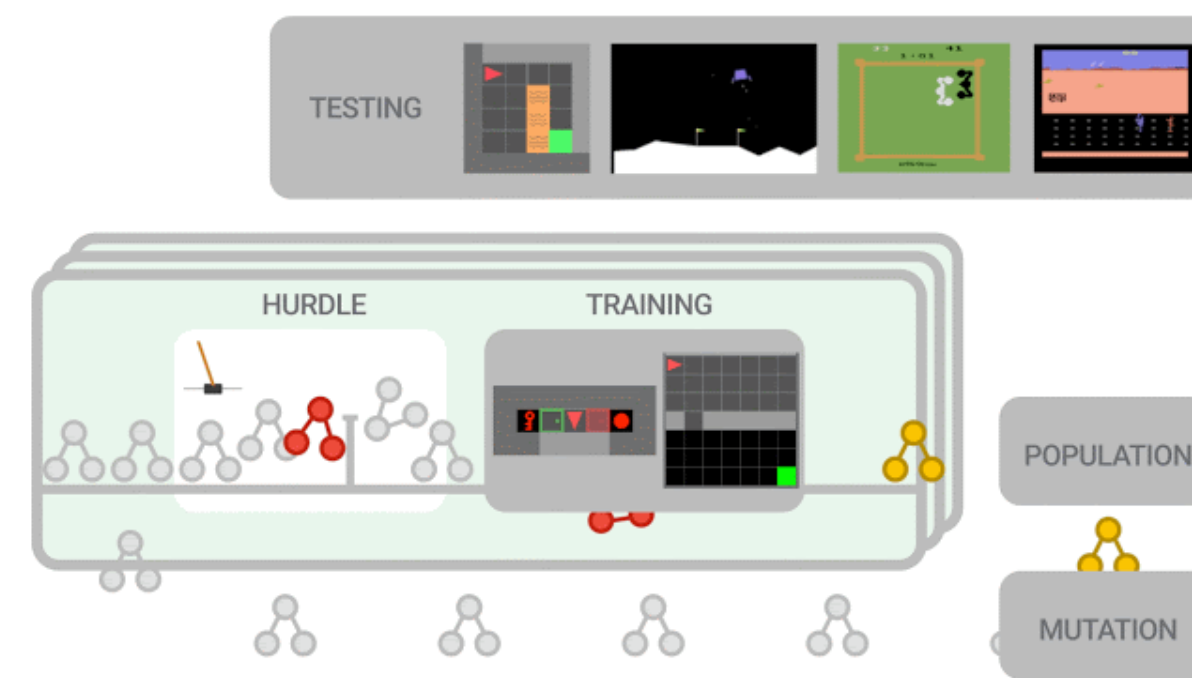 TESTING
HURDLE
TRAINING
POPULATION
MUTATION